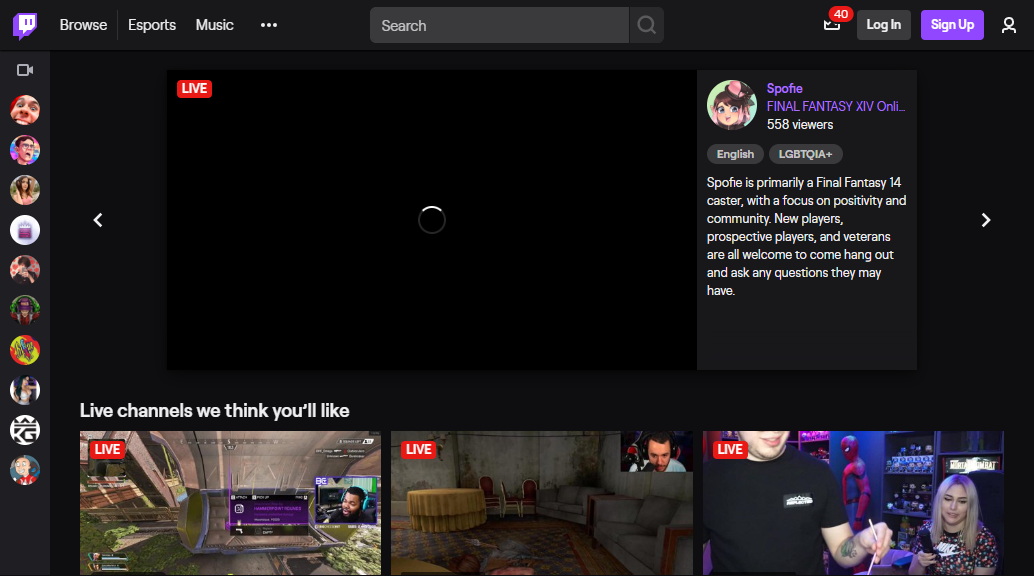 Browse
Esports
Music
Search
40
Log In
Sign Up
LIVE
Spofie
FINAL FANTASY XIV Onli...
558 viewers
English
LGBTQIA+
Spofie is primarily a Final Fantasy 14
caster, with a focus on positivity and
community. New players,
prospective players, and veterans
are all welcome to come hang out
and ask any questions they may
have.
Live channels we think you'll like
LIVE
LIVE
LIVE